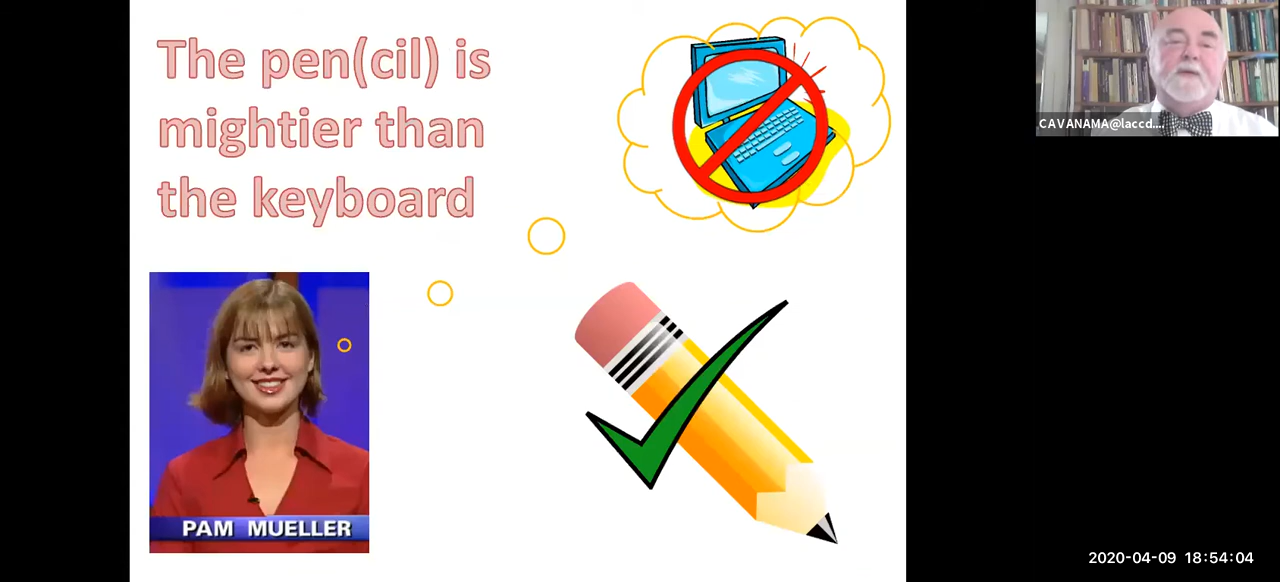 The pen(cil) is
mightier than
the keyboard
CAVANAMA@laccd....
PAM MUELLER
2020-04-09 18:54:04